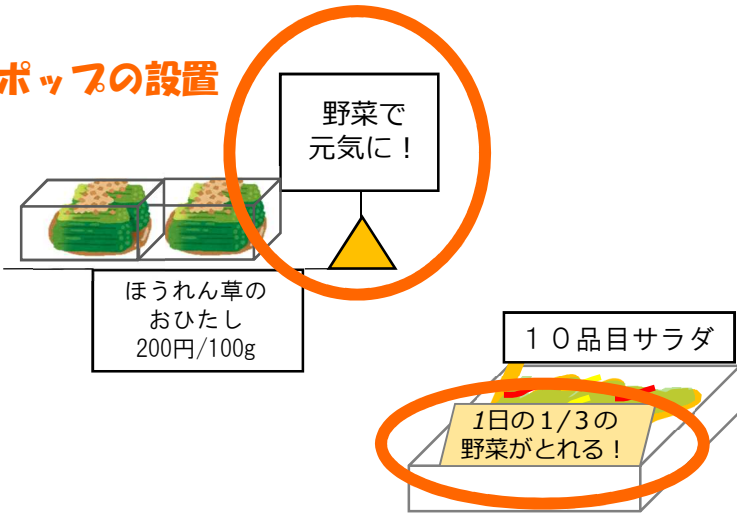 ポップの設置
野菜で
元気に！
ほうれん草の
おひたし
200円/100g
１０品目サラダ
1日の１/３の
野菜がとれる！